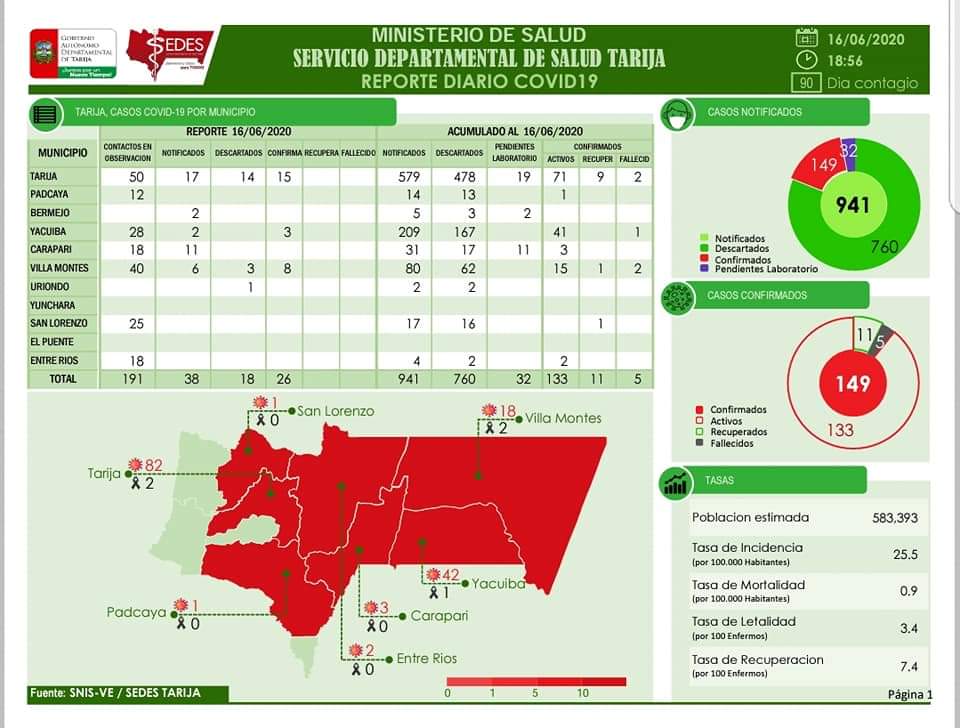 GOBIERNO
AUTÓNOMO
DEPARTAMENTAL
DE TARIJA
SEDES
MINISTERIO DE SALUD
SERVICIO DEPARTAMENTAL DE SALUD TARIJA
REPORTE DIARIO COVID19
16/06/2020
18:56
90 Dia contagio
TARIJA, CASOS COVID-19 POR MUNICIPIO
REPORTE 16/06/2020 ACUMULADO AL 16/06/2020
MUNICIPIO CONTACTOS EN OBSERVACION NOTIFICADOS DESCARTADOS CONFIRMA RECUPERA FALLECIDO NOTIFICADOS DESCARTADOS PENDIENTES LABORATORIO CONFIRMADOS ACTIVOS RECUPER FALLECID
TARIJA 50 17 14 15 579 478 19 71 9 2
PADCAYA 12 14 13 1
BERMEJO 2 5 3 2
YACUIBA 28 2 3 209 167 41 1
CARAPARI 18 11 31 17 11 3
VILLA MONTES 40 6 3 8 80 62 15 1 2
URIONDO 1 2 2
YUNCHARA
SAN LORENZO 25 17 16 1
EL PUENTE
ENTRE RIOS 18 4 2 2
TOTAL 191 38 18 26 941 760 32 133 11 5
CASOS NOTIFICADOS
32
149
941
760
Notificados
Descartados
Confirmados
Pendientes Laboratorio
CASOS CONFIRMADOS
11
5
149
133
Confirmados
Activos
Recuperados
Fallecidos
TASAS
Poblacion estimada 583,393
Tasa de Incidencia 25.5
(por 100.000 Habitantes)
Tasa de Mortalidad 0.9
(por 100.000 Habitantes)
Tasa de Letalidad 3.4
(por 100 Enfermos)
Tasa de Recuperacion 7.4
(por 100 Enfermos)
1 San Lorenzo
0
18 Villa Montes
2
Tarija 82
2
42 Yacuiba
1
Padcaya 1
0
3 Carapari
0
2 Entre Rios
0
0 1 5 10
Fuente: SNIS-VE / SEDES TARIJA
Página 1